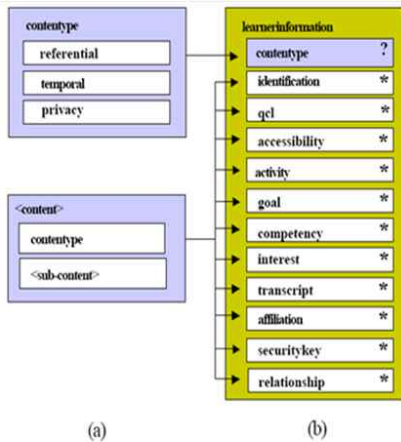 contentype
referential
temporal
privacy
<content>
contentype
<sub-content>
(a)
learnerinformation
contentype ?
identification *
qcl *
accessibility *
activity *
goal *
competency *
interest *
transcript *
affiliation *
securitykey *
relationship *
(b)